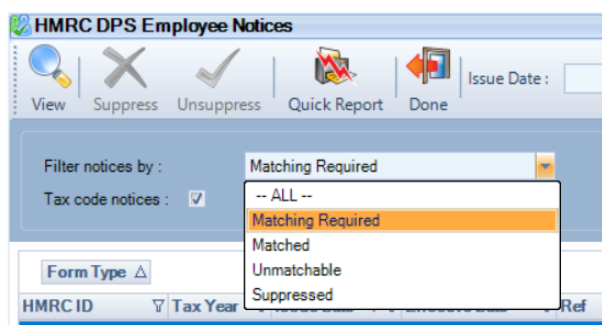 HMRC DPS Employee Notices
View Suppress Unsuppress Quick Report Done Issue Date :
Filter notices by : Matching Required
Tax code notices :
-- ALL --
Matching Required
Matched
Unmatchable
Suppressed
Form Type
HMRC ID Tax Year Ref